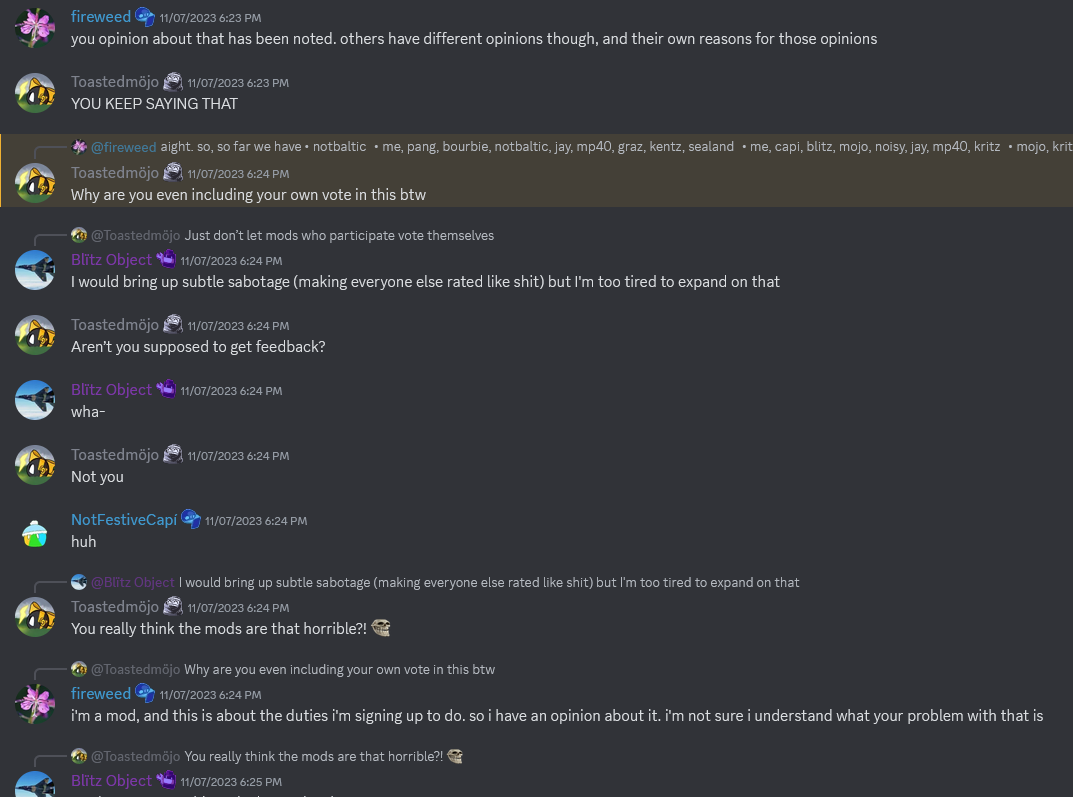 fireweed 11/07/2023 6:23 PM
you opinion about that has been noted. others have different opinions though, and their own reasons for those opinions
Toastedmöjo 11/07/2023 6:23 PM
YOU KEEP SAYING THAT
@fireweed aight. so, so far we have • notbaltic • me, pang, bourbie, notbaltic, jay, mp40, graz, kentz, sealand • me, capi, blitz, mojo, noisy, jay, mp40, kritz • mojo, krit
Toastedmöjo 11/07/2023 6:24 PM
Why are you even including your own vote in this btw
@Toastedmöjo Just don't let mods who participate vote themselves
Blītz Object 11/07/2023 6:24 PM
I would bring up subtle sabotage (making everyone else rated like shit) but I'm too tired to expand on that
Toastedmöjo 11/07/2023 6:24 PM
Aren't you supposed to get feedback?
Blītz Object 11/07/2023 6:24 PM
wha-
Toastedmöjo 11/07/2023 6:24 PM
Not you
NotFestiveCapí 11/07/2023 6:24 PM
huh
@Blītz Object I would bring up subtle sabotage (making everyone else rated like shit) but I'm too tired to expand on that
Toastedmöjo 11/07/2023 6:24 PM
You really think the mods are that horrible?!
@Toastedmöjo Why are you even including your own vote in this btw
fireweed 11/07/2023 6:24 PM
i'm a mod, and this is about the duties i'm signing up to do. so i have an opinion about it. i'm not sure i understand what your problem with that is
@Toastedmöjo You really think the mods are that horrible?!
Blītz Object 11/07/2023 6:25 PM